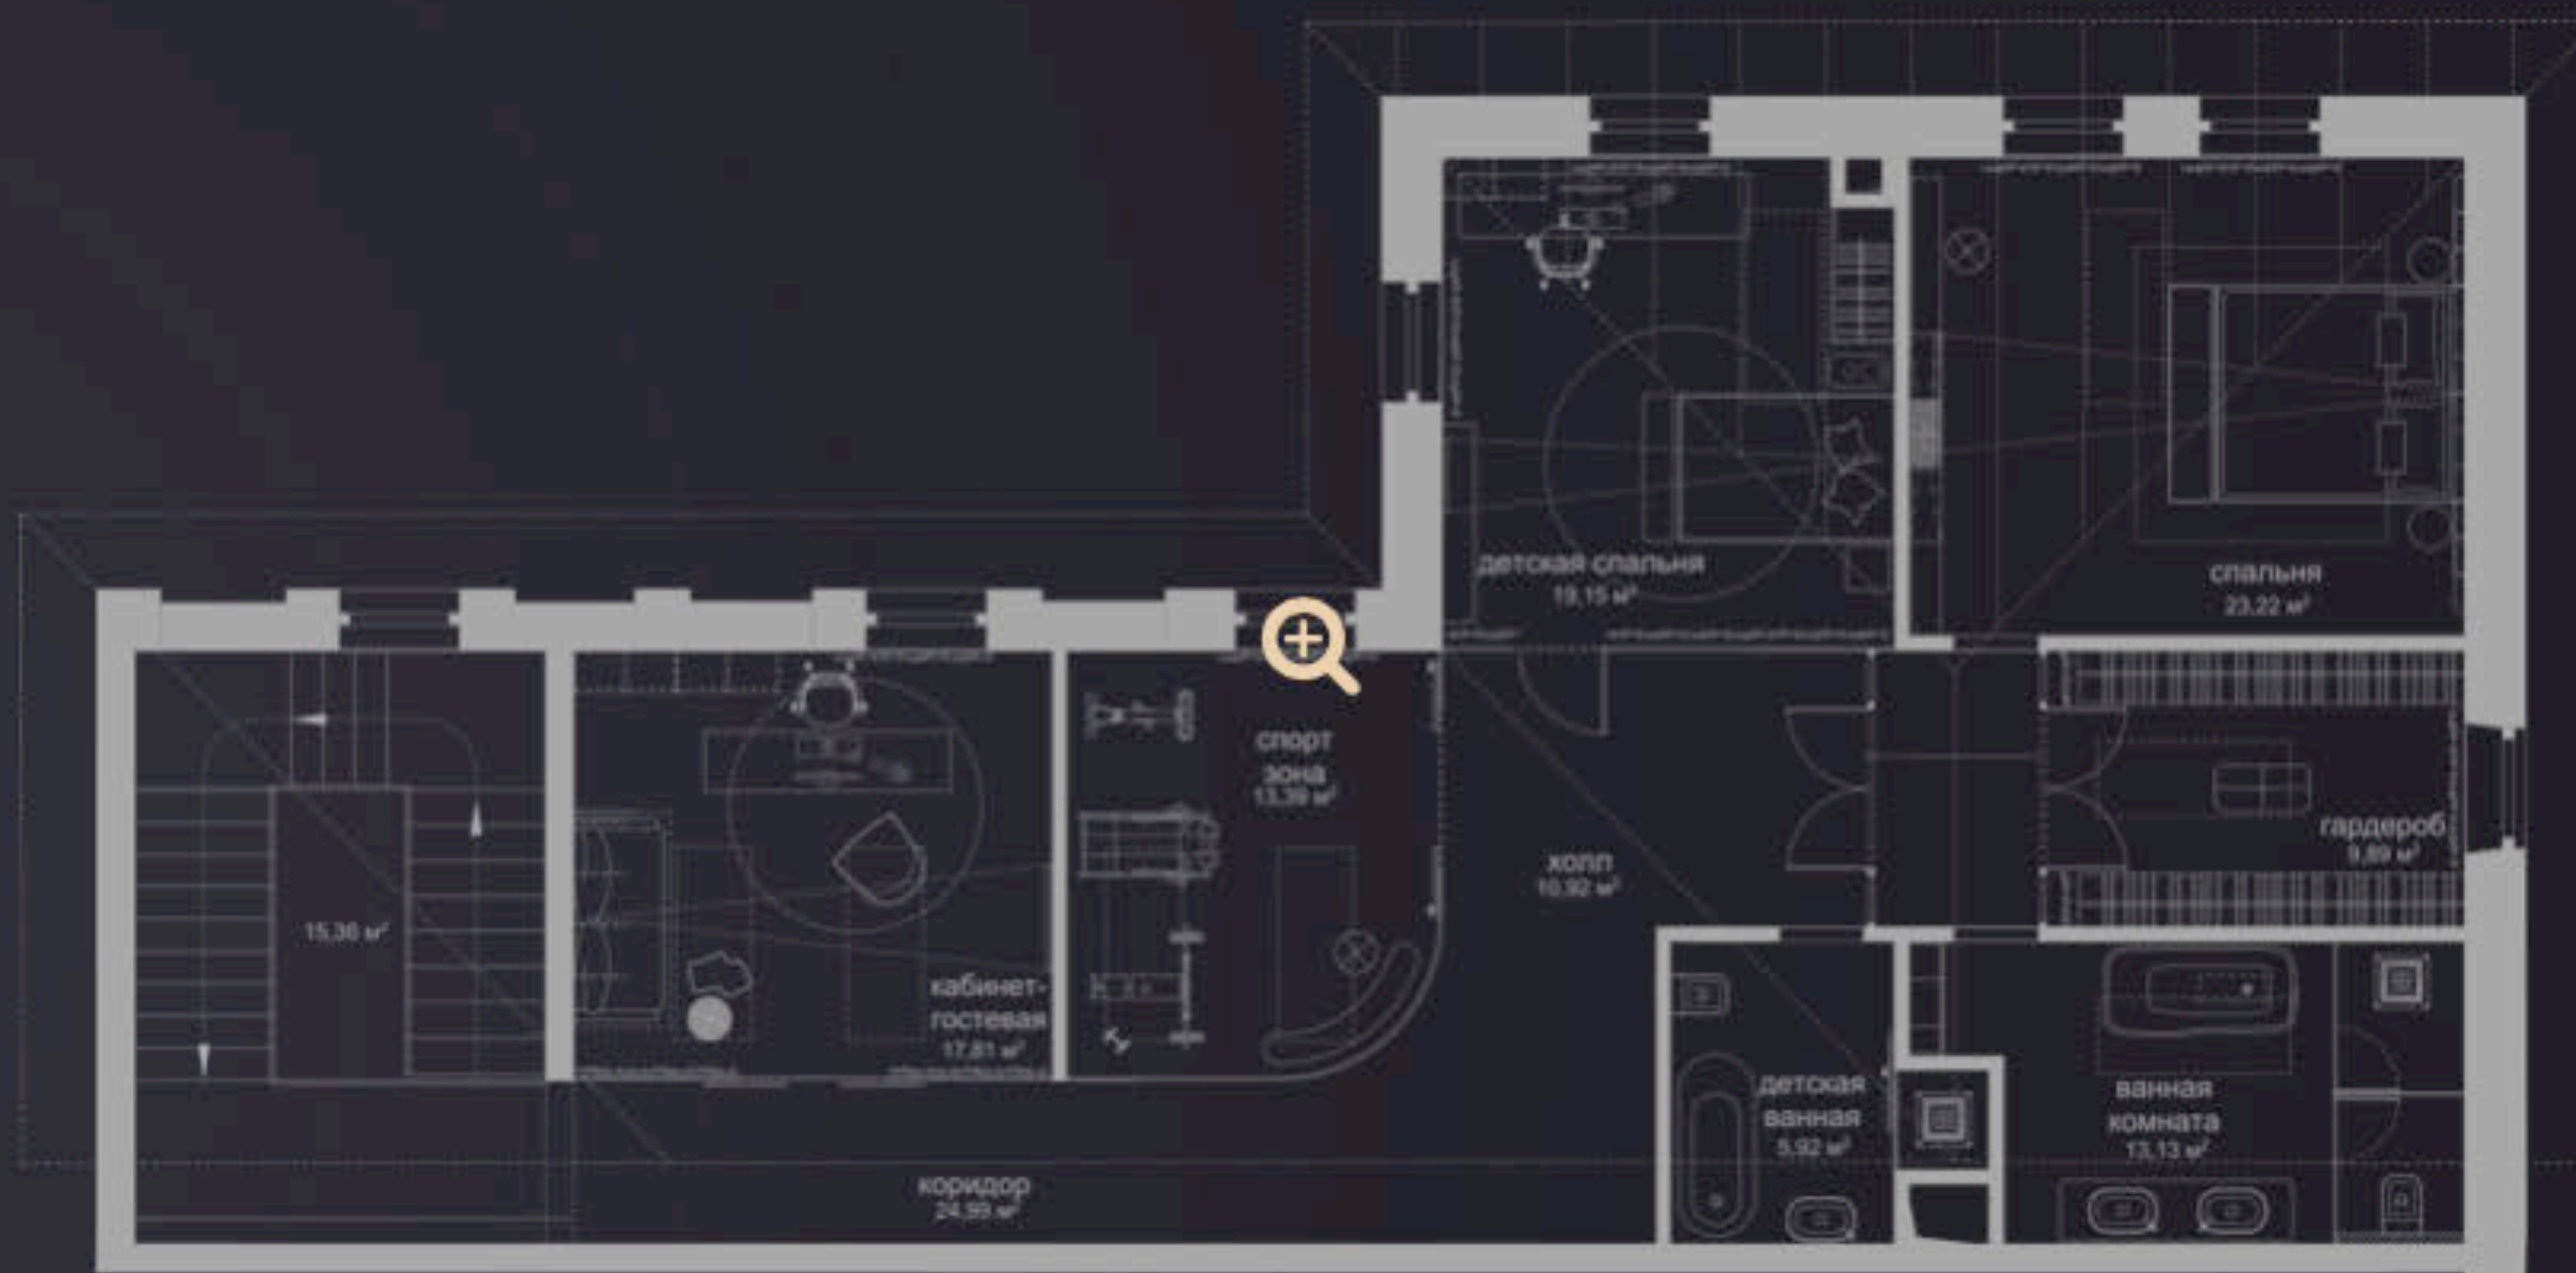 детская спальня
19,15 м²
спальня
23,22 м²
спорт
зона
13,39 м²
гардероб
9,89 м²
холл
10,92 м²
15,36 м²
кабинет-
гостевая
17,81 м²
детская
ванная
5,92 м²
ванная
комната
13,13 м²
коридор
24,99 м²